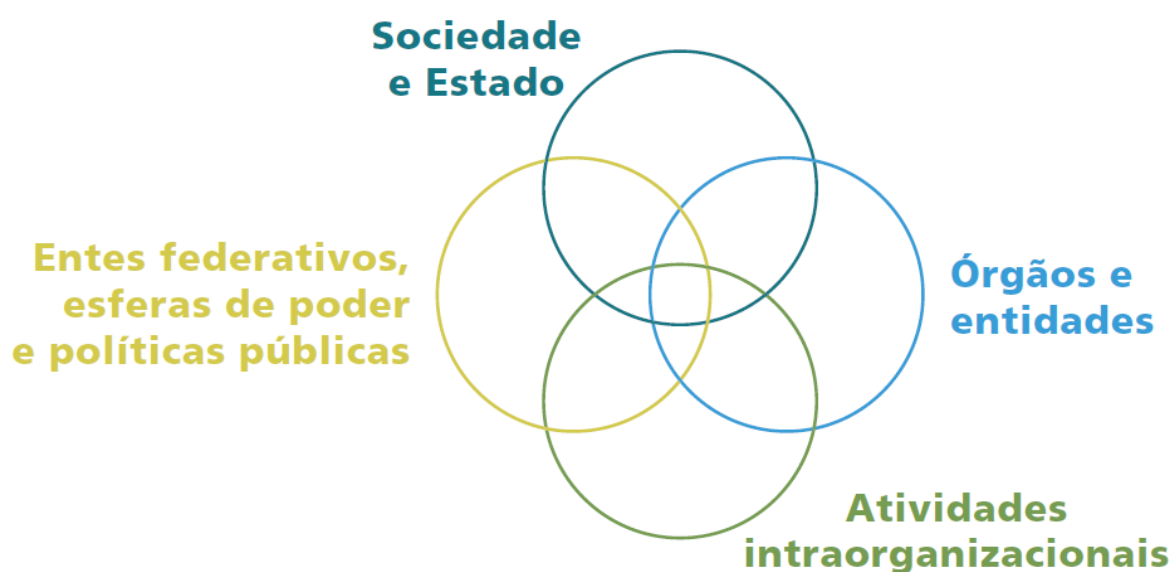 Sociedade
e Estado
Entes federativos,
esferas de poder
e políticas públicas
Órgãos e
entidades
Atividades
intraorganizacionais